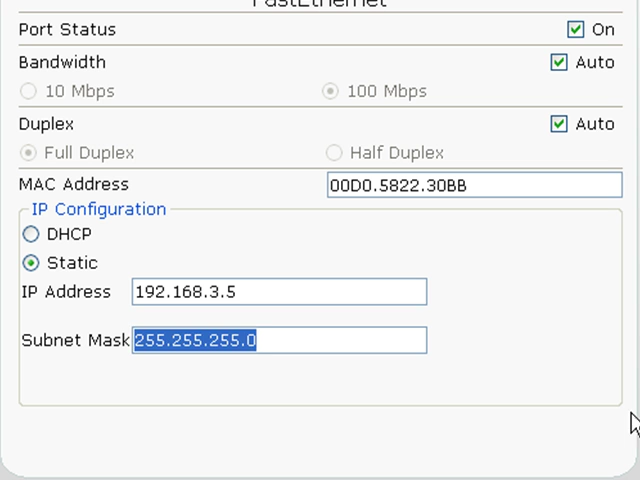 FastEthernet
Port Status On
Bandwidth Auto
10 Mbps 100 Mbps
Duplex Auto
Full Duplex Half Duplex
MAC Address 00D0.5822.30BB
IP Configuration
DHCP
Static
IP Address 192.168.3.5
Subnet Mask 255.255.255.0